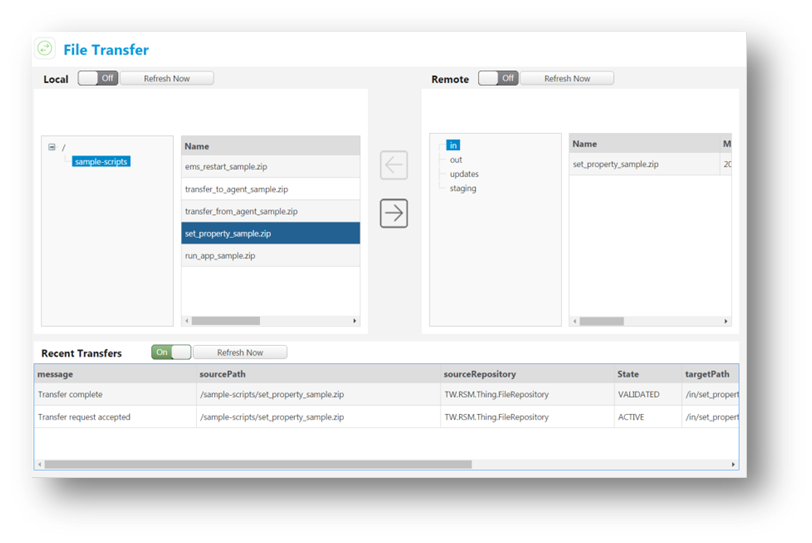 File Transfer
Local Off Refresh Now
Remote Off Refresh Now
/
sample-scripts
Name
ems_restart_sample.zip
transfer_to_agent_sample.zip
transfer_from_agent_sample.zip
set_property_sample.zip
run_app_sample.zip
in
out
updates
staging
Name M
set_property_sample.zip 20
Recent Transfers On Refresh Now
message sourcePath sourceRepository State targetPath
Transfer complete /sample-scripts/set_property_sample.zip TW.RSM.Thing.FileRepository VALIDATED /in/set_propert
Transfer request accepted /sample-scripts/set_property_sample.zip TW.RSM.Thing.FileRepository ACTIVE /in/set_propert